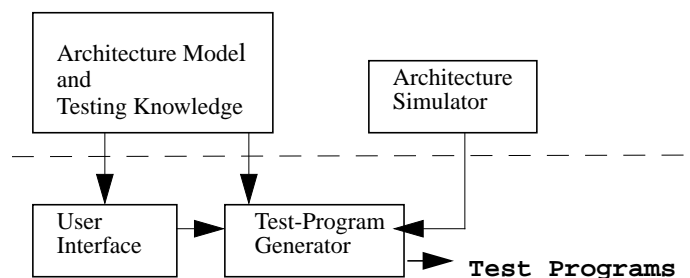 Architecture Model
and
Testing Knowledge
Architecture
Simulator
User
Interface
Test-Program
Generator
Test Programs